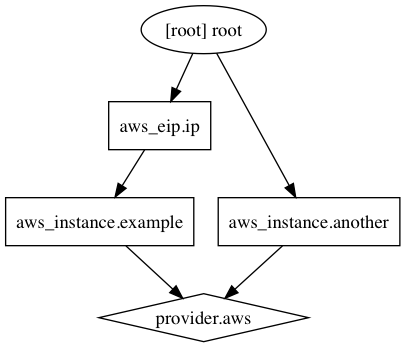 [root] root
aws_eip.ip
aws_instance.example
aws_instance.another
provider.aws